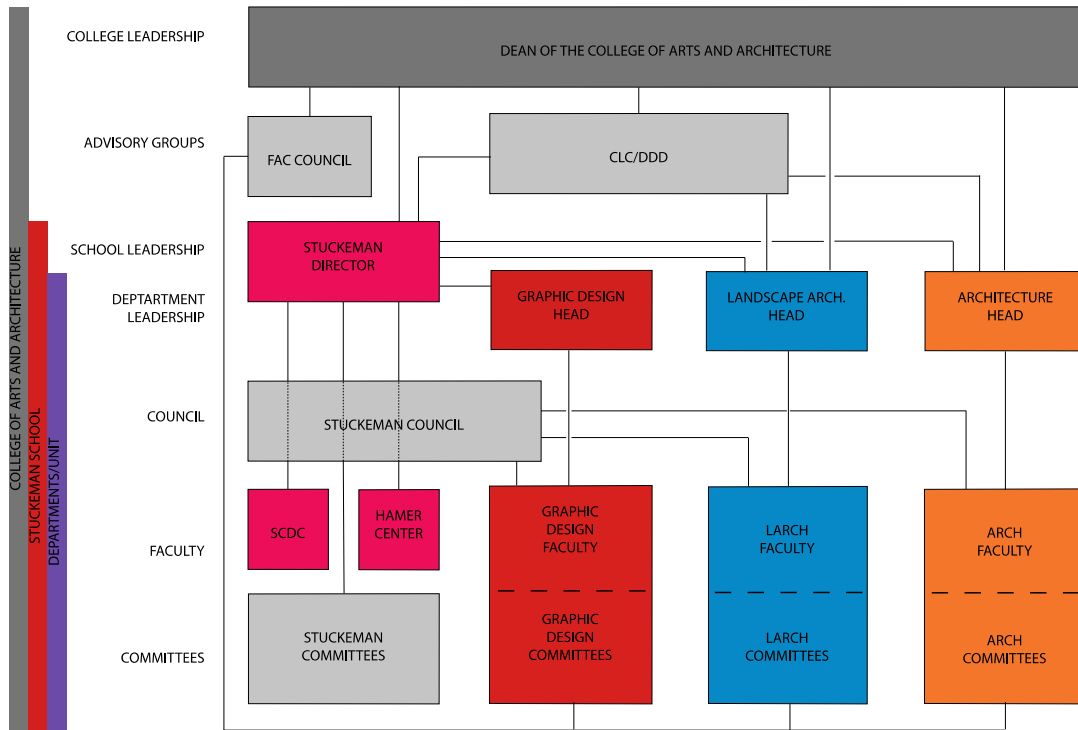 COLLEGE LEADERSHIP
DEAN OF THE COLLEGE OF ARTS AND ARCHITECTURE
ADVISORY GROUPS
FAC COUNCIL
CLC/DDD
SCHOOL LEADERSHIP
STUCKEMAN
DIRECTOR
DEPTARTMENT
LEADERSHIP
GRAPHIC DESIGN
HEAD
LANDSCAPE ARCH.
HEAD
ARCHITECTURE
HEAD
COUNCIL
STUCKEMAN COUNCIL
FACULTY
SCDC
HAMER
CENTER
GRAPHIC
DESIGN
FACULTY
LARCH
FACULTY
ARCH
FACULTY
COMMITTEES
STUCKEMAN
COMMITTEES
GRAPHIC
DESIGN
COMMITTEES
LARCH
COMMITTEES
ARCH
COMMITTEES
COLLEGE OF ARTS AND ARCHITECTURE
STUCKEMAN SCHOOL
DEPARTMENTS/UNIT